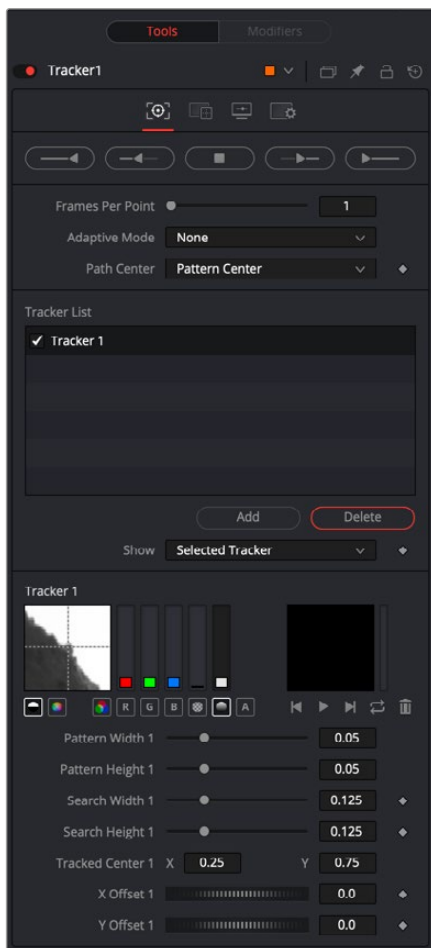 Tools Modifiers
Tracker1
Frames Per Point 1
Adaptive Mode None
Path Center Pattern Center
Tracker List
Tracker 1
Add Delete
Show Selected Tracker
Tracker 1
R G B A
Pattern Width 1 0.05
Pattern Height 1 0.05
Search Width 1 0.125
Search Height 1 0.125
Tracked Center 1 X 0.25 Y 0.75
X Offset 1 0.0
Y Offset 1 0.0